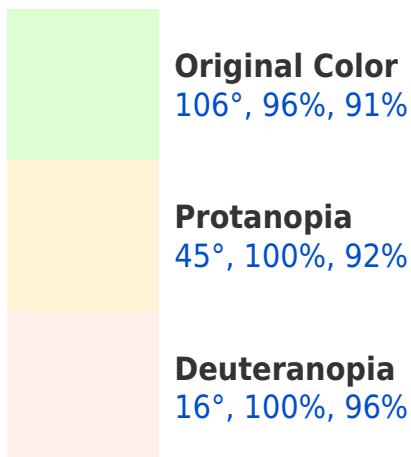 Original Color
106°, 96%, 91%
Protanopia
45°, 100%, 92%
Deuteranopia
16°, 100%, 96%